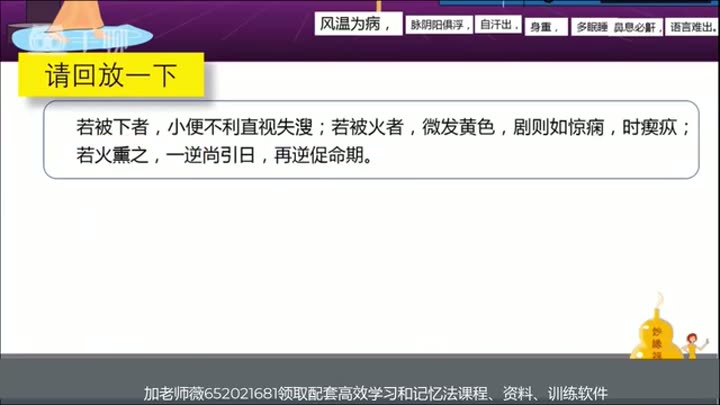 千聊
风温为病，
脉阴阳俱浮，
自汗出，
身重，
多眠睡
鼻息必鼾，
语言难出。
请回放一下
若被下者，小便不利直视失溲；若被火者，微发黄色，剧则如惊痫，时瘈疭；
若火熏之，一逆尚引日，再逆促命期。
加老师薇652021681领取配套高效学习和记忆法课程、资料、训练软件